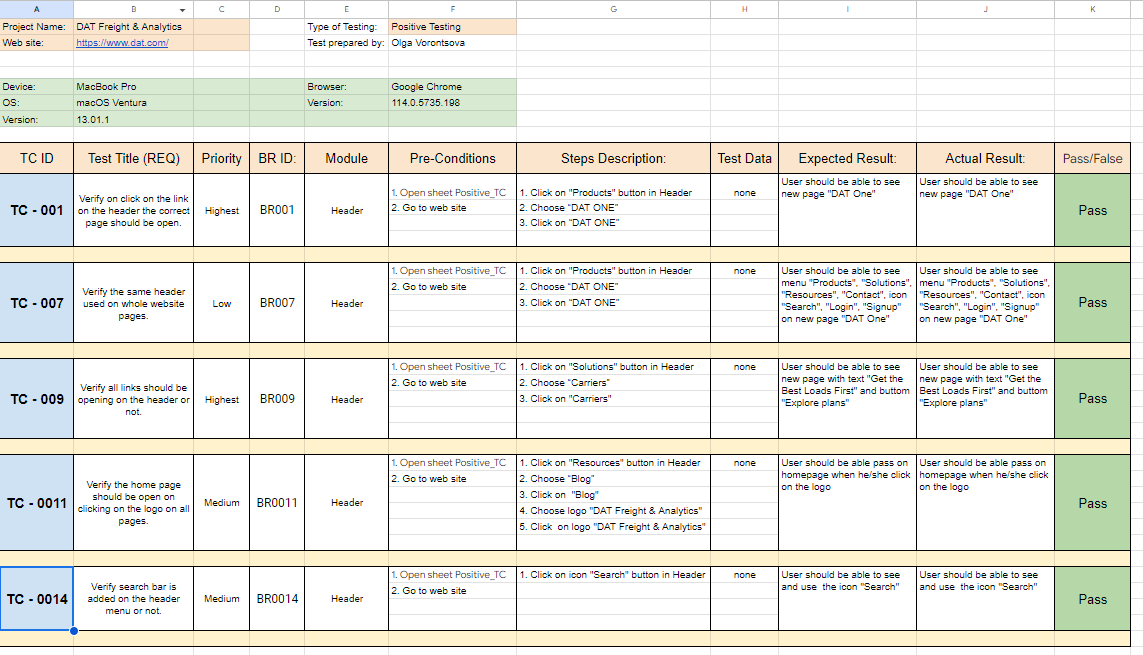 A B C D E F G H I J K
Project Name: DAT Freight & Analytics Type of Testing: Positive Testing
Web site: https://www.dat.com/ Test prepared by: Olga Vorontsova
Device: MacBook Pro Browser: Google Chrome
OS: macOS Ventura Version: 114.0.5735.198
Version: 13.01.1
TC ID Test Title (REQ) Priority BR ID: Module Pre-Conditions Steps Description: Test Data Expected Result: Actual Result: Pass/False
TC - 001
Verify on click on the link
on the header the correct
page should be open.
Highest
BR001
Header
1. Open sheet Positive_TC
2. Go to web site
1. Click on "Products" button in Header
2. Choose "DAT ONE"
3. Click on "DAT ONE"
none
User should be able to see
new page "DAT One"
User should be able to see
new page "DAT One"
Pass
TC - 007
Verify the same header
used on whole website
pages.
Low
BR007
Header
1. Open sheet Positive_TC
2. Go to web site
1. Click on "Products" button in Header
2. Choose "DAT ONE"
3. Click on "DAT ONE"
none
User should be able to see
menu "Products", "Solutions",
"Resources", "Contact", icon
"Search", "Login", "Signup"
on new page "DAT One"
User should be able to see
menu "Products", "Solutions",
"Resources", "Contact", icon
"Search", "Login", "Signup"
on new page "DAT One"
Pass
TC - 009
Verify all links should be
opening on the header or
not.
Highest
BR009
Header
1. Open sheet Positive_TC
2. Go to web site
1. Click on "Solutions" button in Header
2. Choose "Carriers"
3. Click on "Carriers"
none
User should be able to see
new page with text "Get the
Best Loads First" and buttom
"Explore plans"
User should be able to see
new page with text "Get the
Best Loads First" and buttom
"Explore plans"
Pass
TC - 0011
Verify the home page
should be open on
clicking on the logo on all
pages.
Medium
BR0011
Header
1. Open sheet Positive_TC
2. Go to web site
1. Click on "Resources" button in Header
2. Choose "Blog"
3. Click on "Blog"
4. Choose logo "DAT Freight & Analytics"
5. Click on logo "DAT Freight & Analytics"
none
User should be able pass on
homepage when he/she click
on the logo
User should be able pass on
homepage when he/she click
on the logo
Pass
TC - 0014
Verify search bar is
added on the header
menu or not.
Medium
BR0014
Header
1. Open sheet Positive_TC
2. Go to web site
1. Click on icon "Search" button in Header
none
User should be able to see
and use the icon "Search"
User should be able to see
and use the icon "Search"
Pass